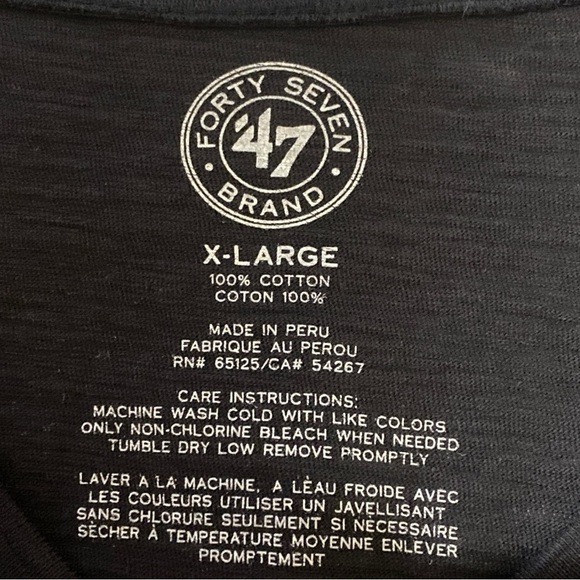 FORTY SEVEN
'47
BRAND
X-LARGE
100% COTTON
COTON 100%
MADE IN PERU
FABRIQUE AU PEROU
RN# 65125/CA# 54267
CARE INSTRUCTIONS:
MACHINE WASH COLD WITH LIKE COLORS
ONLY NON-CHLORINE BLEACH WHEN NEEDED
TUMBLE DRY LOW REMOVE PROMPTLY
LAVER A LA MACHINE, A LÈAU FROIDE AVEC
LES COULEURS UTILISER UN JAVELLISANT
SANS CHLORURE SEULEMENT SI NÉCESSAIRE
SÈCHER À TEMPERATURE MOYENNE ENLEVER
PROMPTEMENT